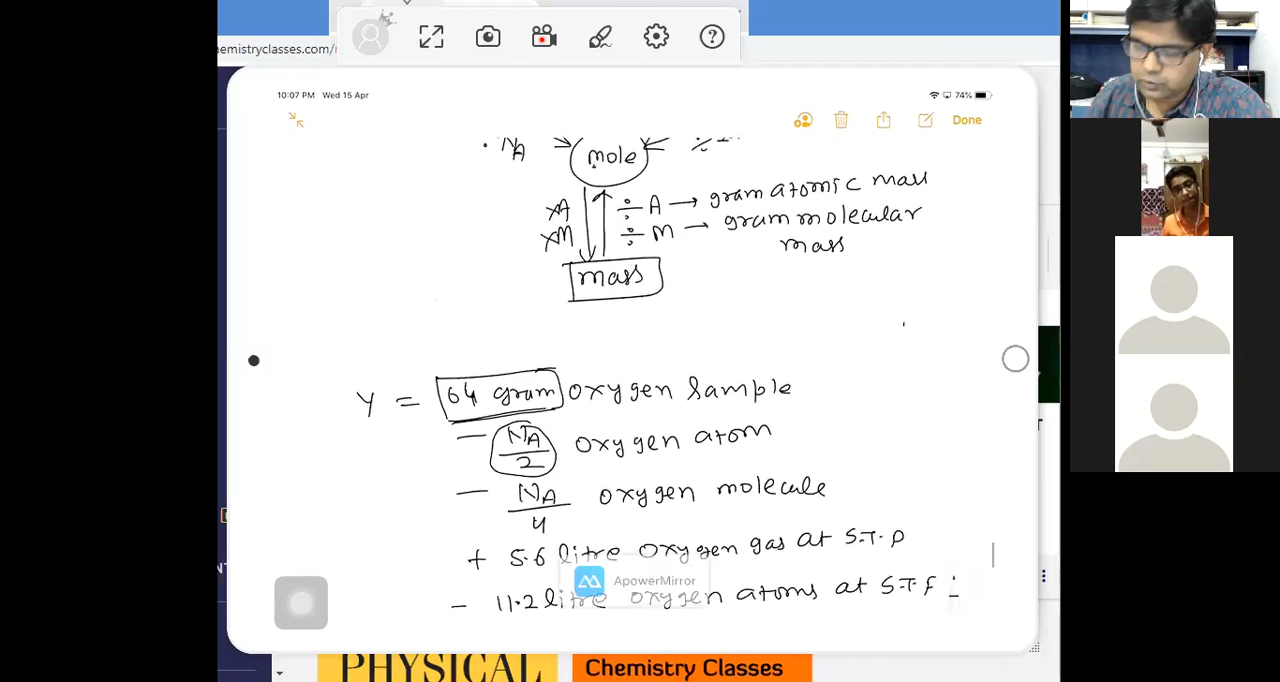 emistryclasses.com/
10:07 PM Wed 15 Apr
74%
Done
NA
mole
÷
×A
÷ A → gram atomic mass
×M
÷ M → gram molecular
mass
mass
Y = 64 gram oxygen sample
- NA/2 oxygen atom
- NA/4 oxygen molecule
+ 5.6 litre oxygen gas at S.T.P
ApowerMirror
- 11.2 litre oxygen atoms at S.T.P
PHYSICAL
Chemistry Classes